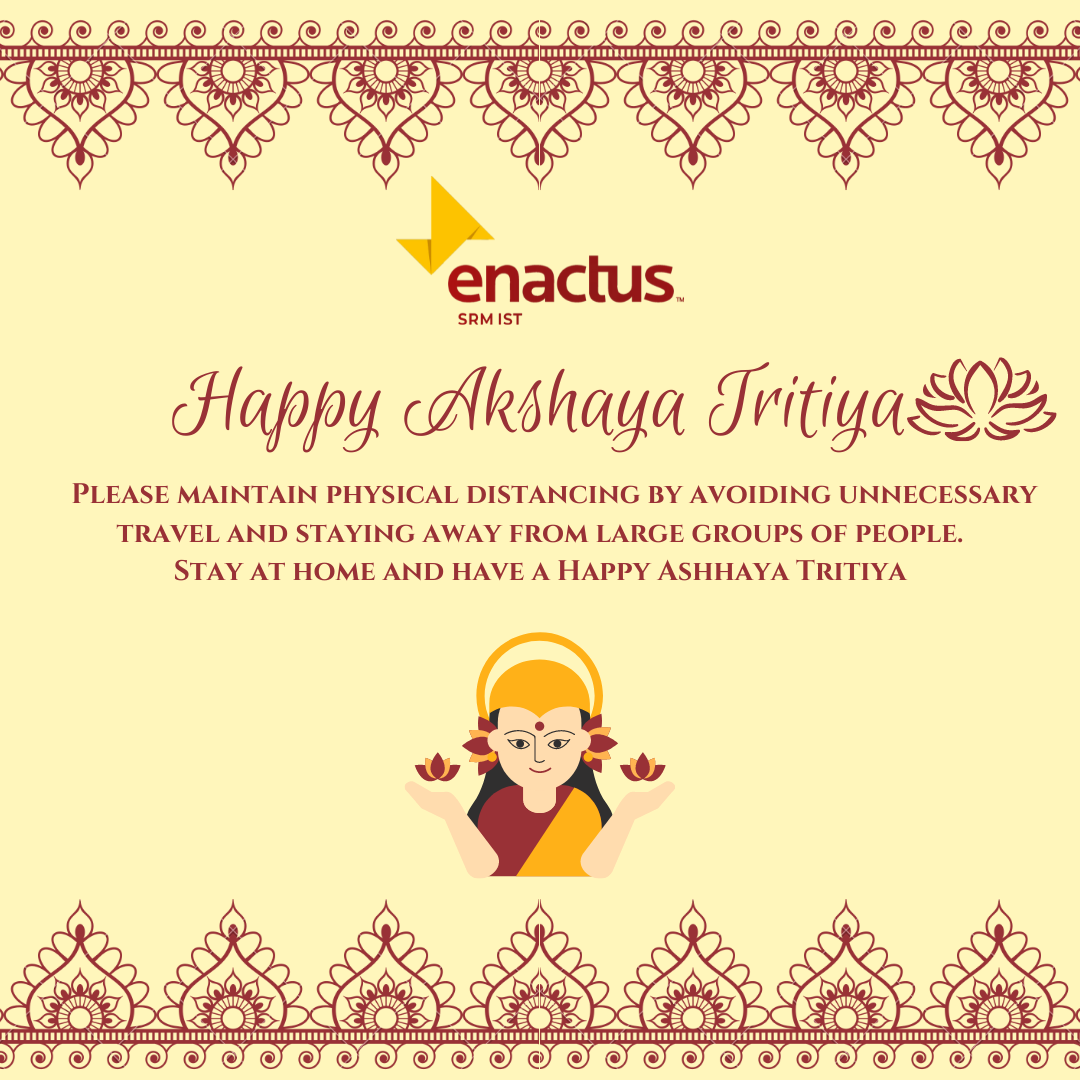 enactus™
SRM IST
Happy Akshaya Tritiya
Please maintain physical distancing by avoiding unnecessary
travel and staying away from large groups of people.
Stay at home and have a Happy Ashhaya Tritiya